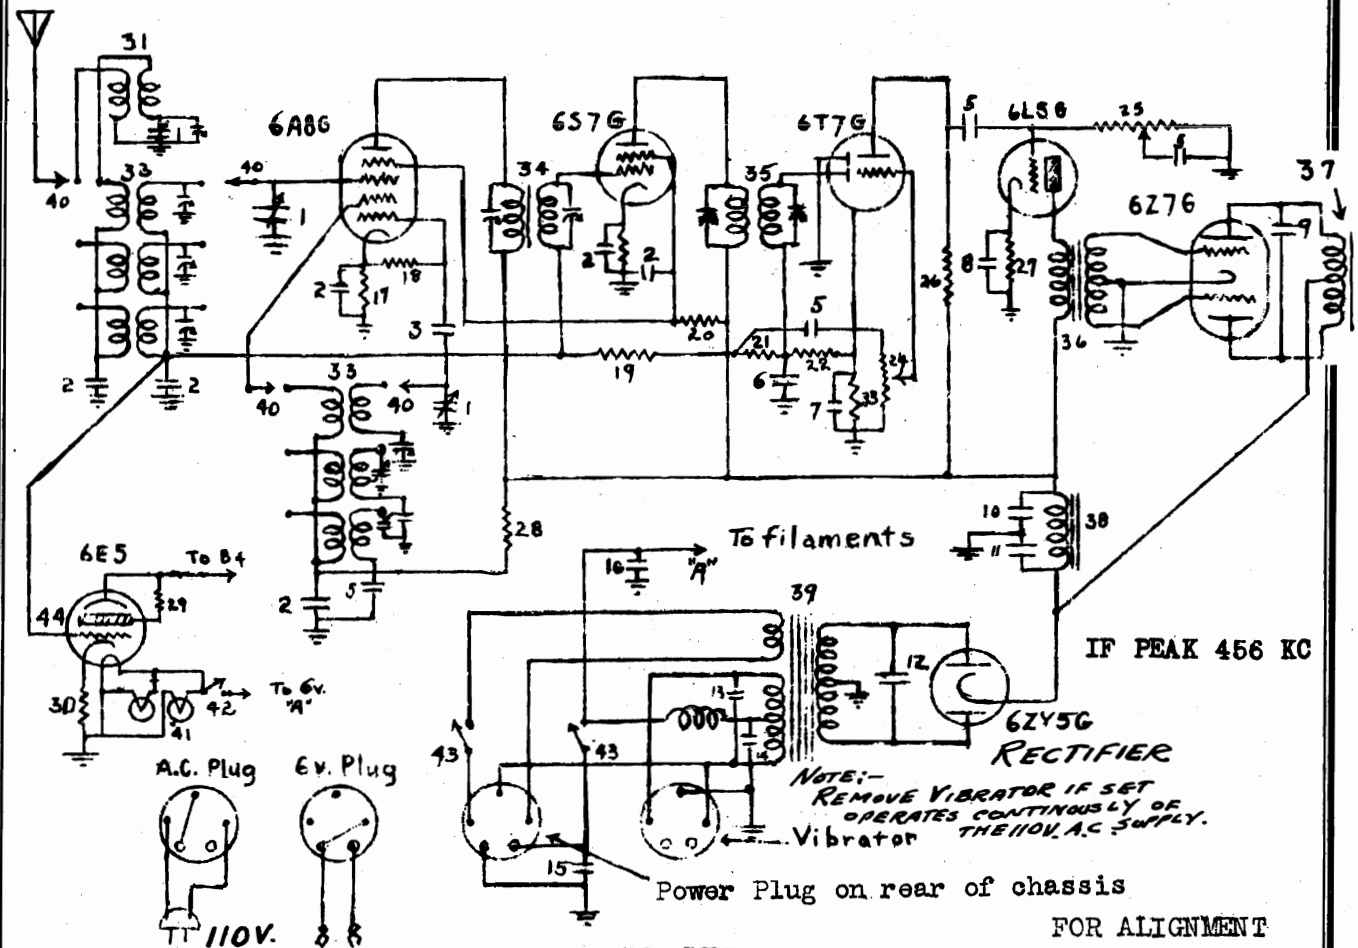 31
6A8G
6S7G
6T7G
5
6L5G
25
5
33
40
34
35
37
40
1
6Z7G
9
2
18
17
2
2
8
27
26
3
20
5
36
19
21
22
24
2
2
33
6
7
33
40
40
1
10
38
11
28
To filaments
16
"A"
6E5
To B+
29
44
2
5
39
IF PEAK 456 KC
12
13
30
42
To 6v.
"A"
41
43
43
14
6ZY5G
RECTIFIER
A.C. Plug
6v. Plug
NOTE:-
REMOVE VIBRATOR IF SET
OPERATES CONTINOUSLY OF
THE 110V. A.C. SUPPLY.
Vibrator
15
Power Plug on rear of chassis
110V.
FOR ALIGNMENT